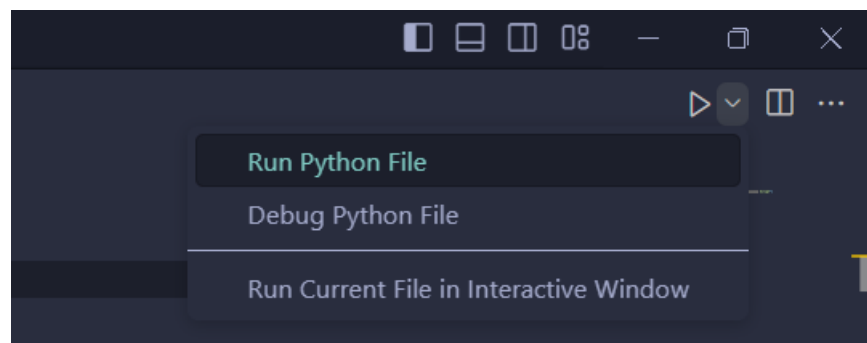 Run Python File
Debug Python File
Run Current File in Interactive Window